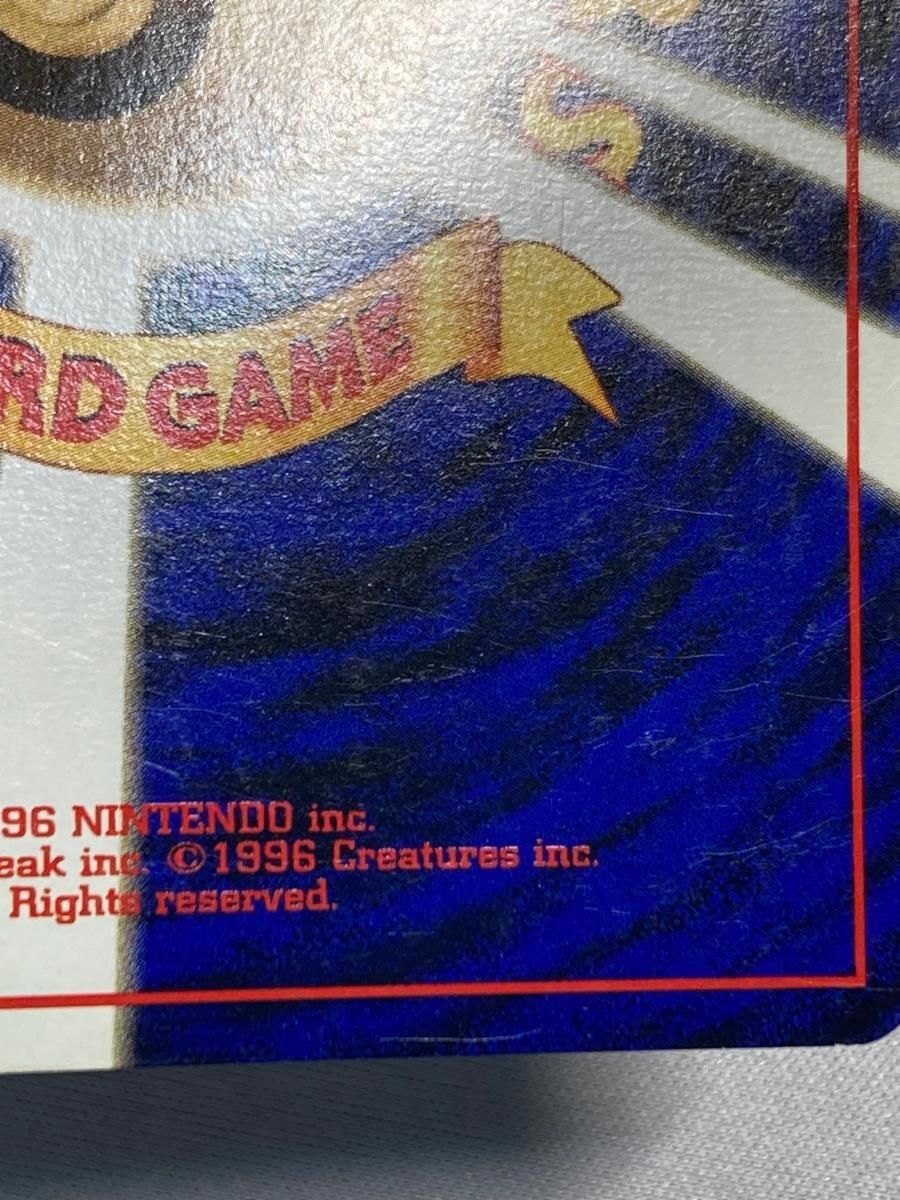 S
RD GAME
96 NINTENDO inc.
eak inc. ©1996 Creatures inc.
Rights reserved.